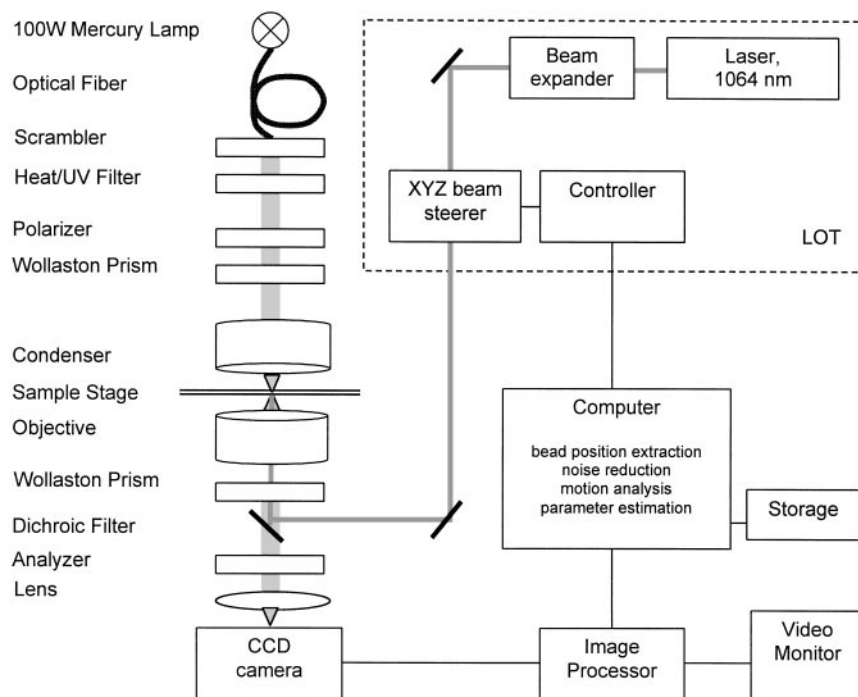 100W Mercury Lamp
Optical Fiber
Scrambler
Heat/UV Filter
Polarizer
Wollaston Prism
Condenser
Sample Stage
Objective
Wollaston Prism
Dichroic Filter
Analyzer
Lens
CCD
camera
Beam
expander
Laser,
1064 nm
XYZ beam
steerer
Controller
LOT
Computer
bead position extraction
noise reduction
motion analysis
parameter estimation
Storage
Image
Processor
Video
Monitor